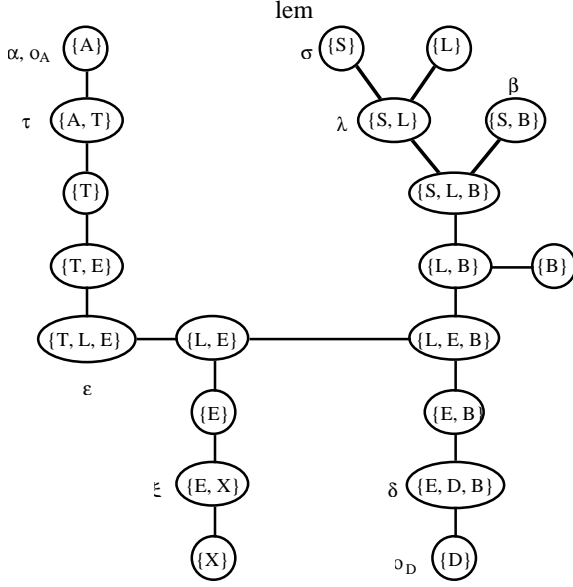 lem
α, o_A {A} σ {S} {L}
β
τ {A, T} λ {S, L} {S, B}
{T} {S, L, B}
{T, E} {L, B} {B}
{T, L, E} {L, E} {L, E, B}
ε
{E} {E, B}
ξ {E, X} δ {E, D, B}
{X} o_D {D}